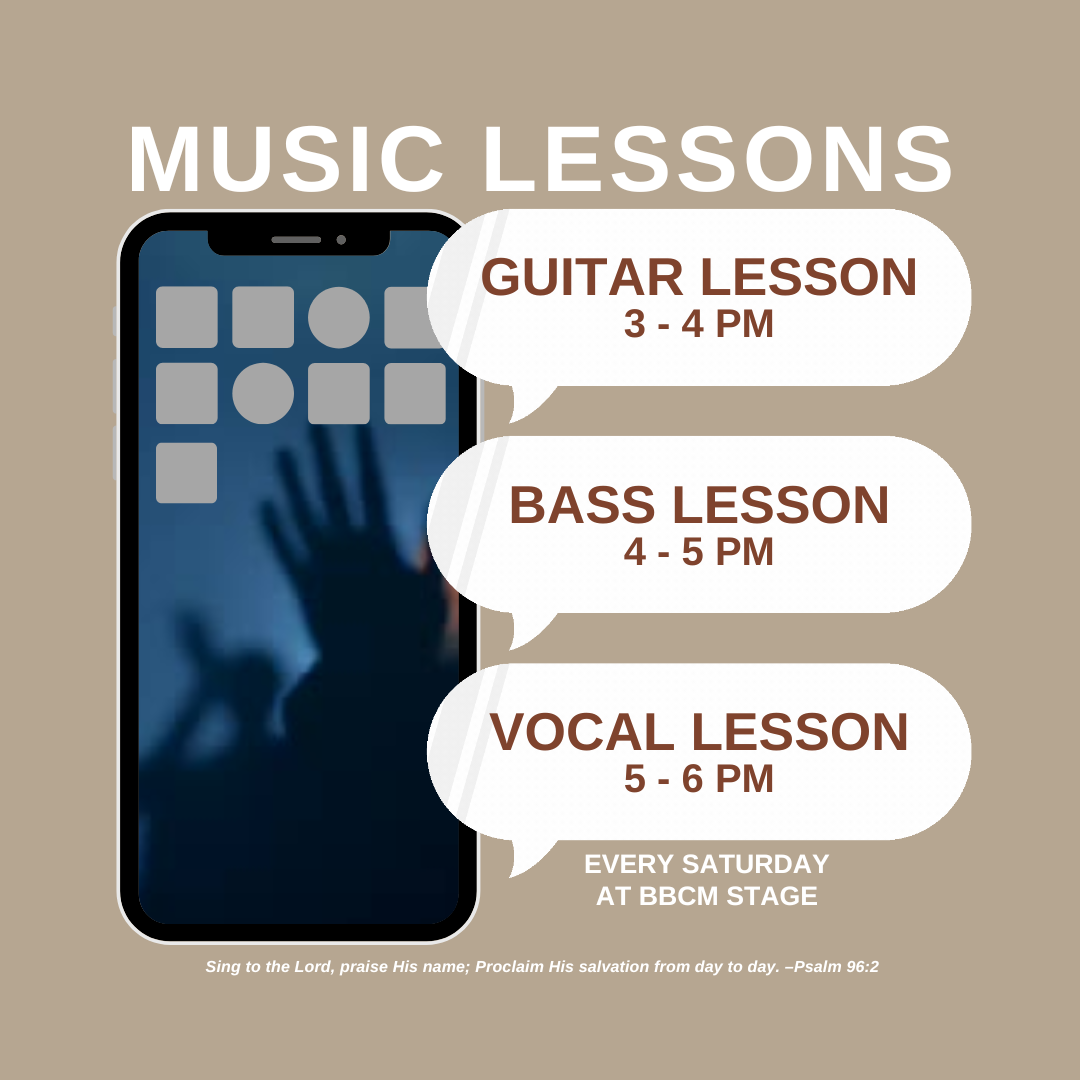 MUSIC LESSONS
GUITAR LESSON
3 - 4 PM
BASS LESSON
4 - 5 PM
VOCAL LESSON
5 - 6 PM
EVERY SATURDAY
AT BBCM STAGE
Sing to the Lord, praise His name; Proclaim His salvation from day to day. –Psalm 96:2